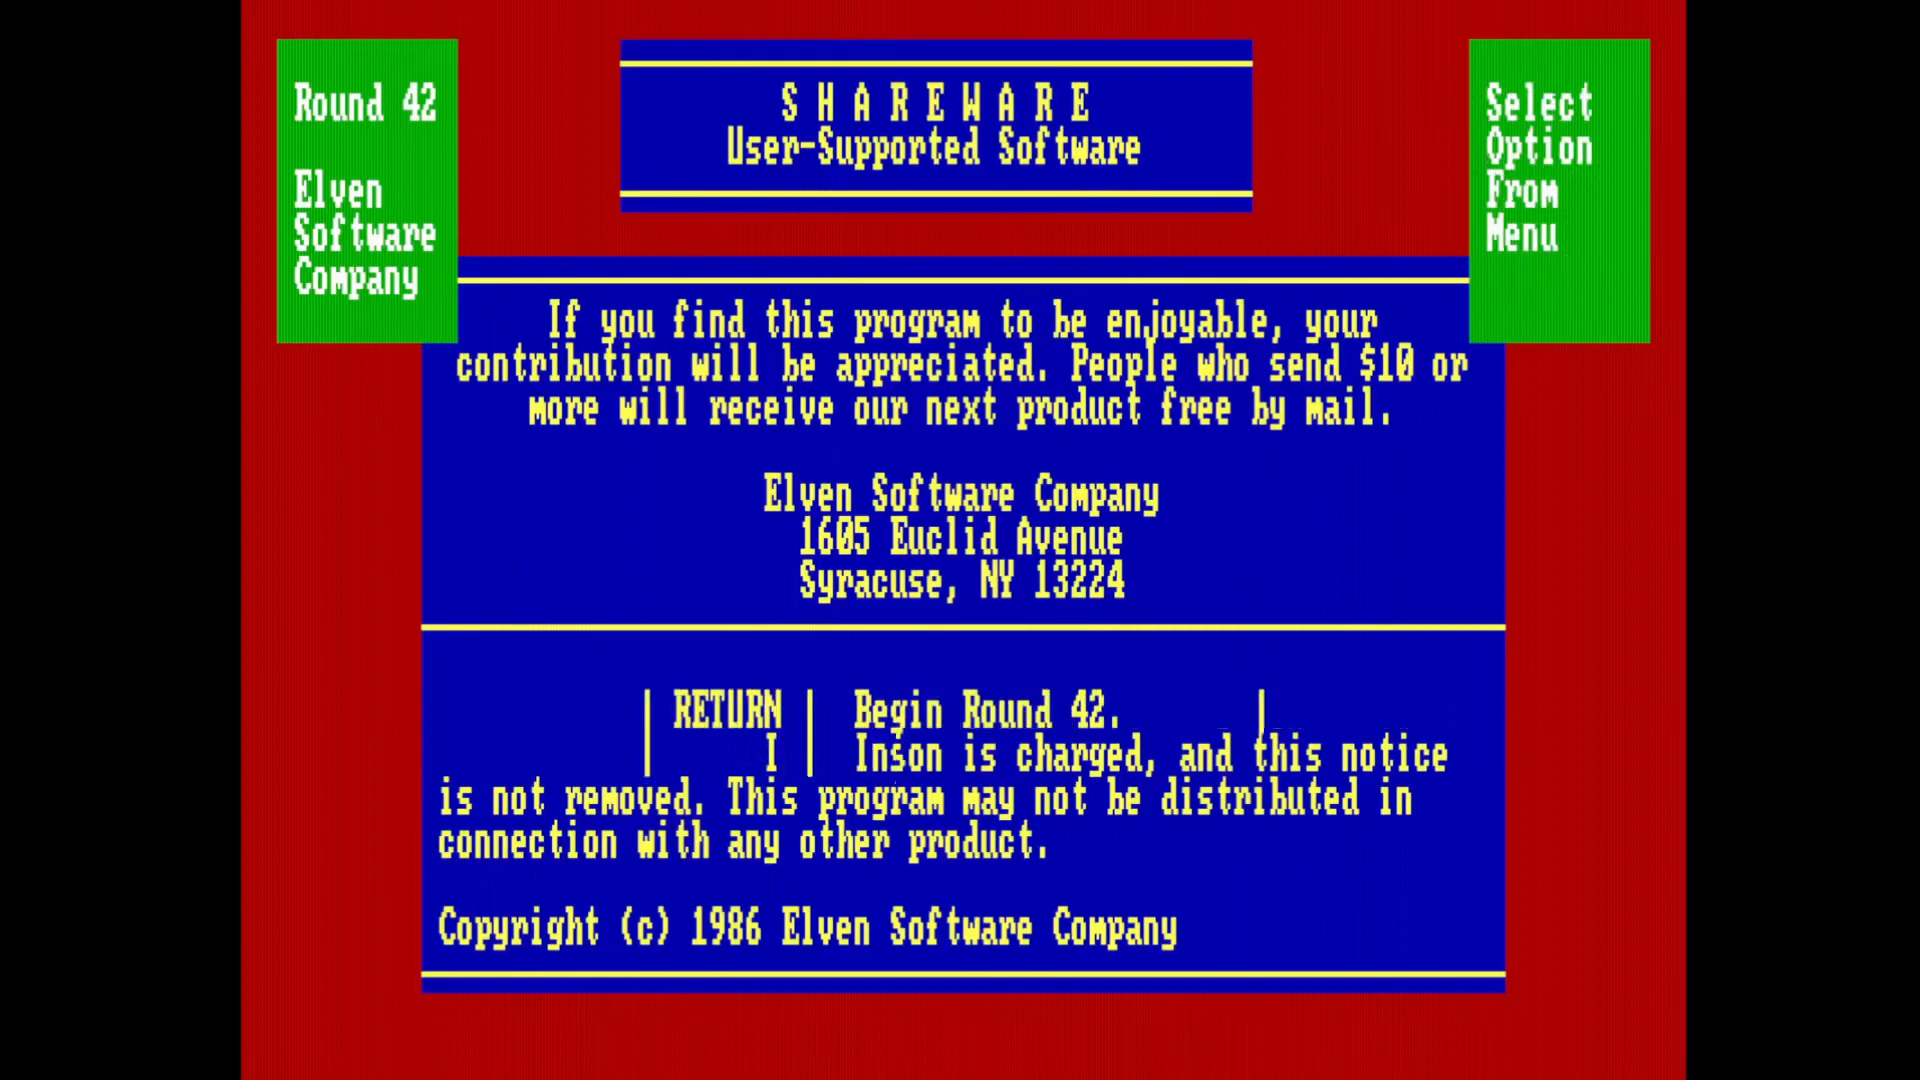 Round 42
Elven
Software
Company
S H A R E W A R E
User-Supported Software
Select
Option
From
Menu
If you find this program to be enjoyable, your
contribution will be appreciated. People who send $10 or
more will receive our next product free by mail.
Elven Software Company
1605 Euclid Avenue
Syracuse, NY 13224
| RETURN | Begin Round 42. |
| I | Inson is charged, and this notice
is not removed. This program may not be distributed in
connection with any other product.
Copyright (c) 1986 Elven Software Company